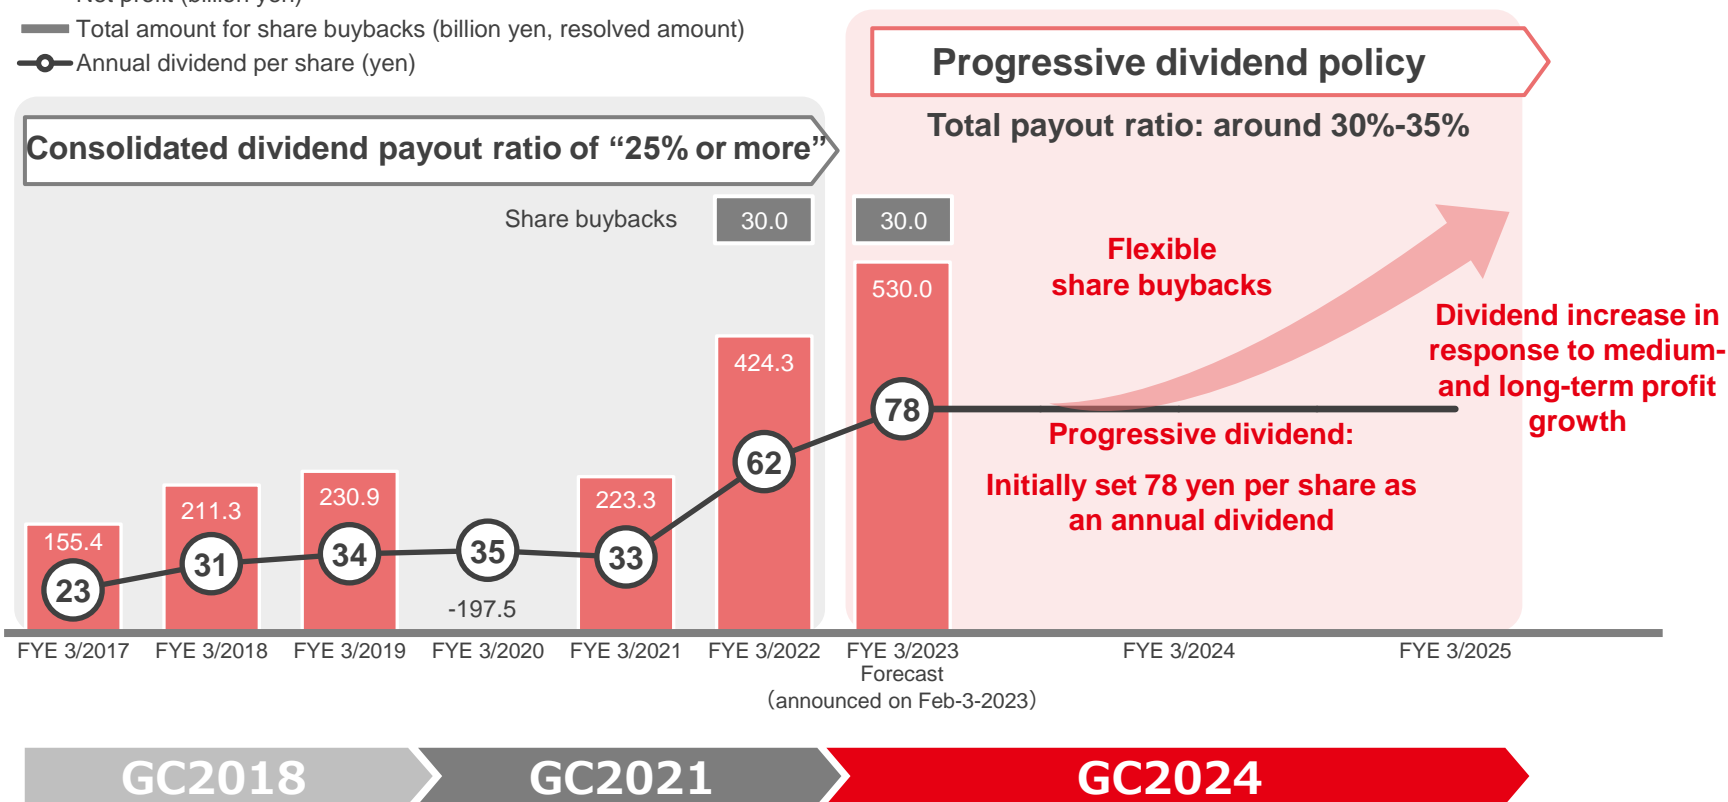 Net profit (billion yen)
Total amount for share buybacks (billion yen, resolved amount)
Annual dividend per share (yen)
Progressive dividend policy
Total payout ratio: around 30%-35%
Consolidated dividend payout ratio of “25% or more”
Share buybacks
30.0
30.0
Flexible
share buybacks
530.0
Dividend increase in
response to medium-
and long-term profit
growth
424.3
78
Progressive dividend:
Initially set 78 yen per share as
an annual dividend
62
155.4
211.3
230.9
223.3
23
31
34
35
33
-197.5
FYE 3/2017
FYE 3/2018
FYE 3/2019
FYE 3/2020
FYE 3/2021
FYE 3/2022
FYE 3/2023
Forecast
（announced on Feb-3-2023）
FYE 3/2024
FYE 3/2025
GC2018
GC2021
GC2024